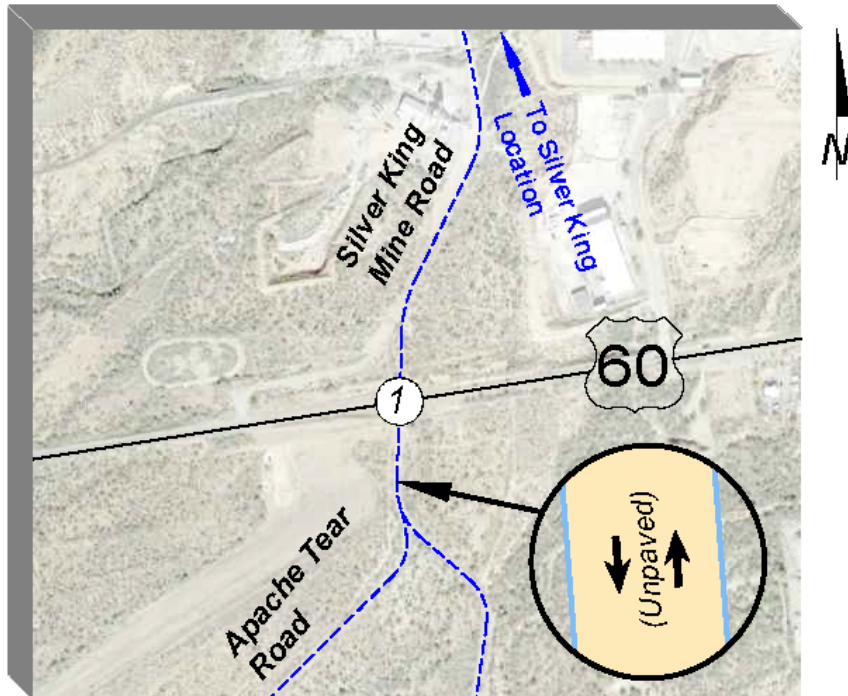 Silver King
Mine Road
To Silver King
Location
60
1
Apache Tear
Road
(Unpaved)
N